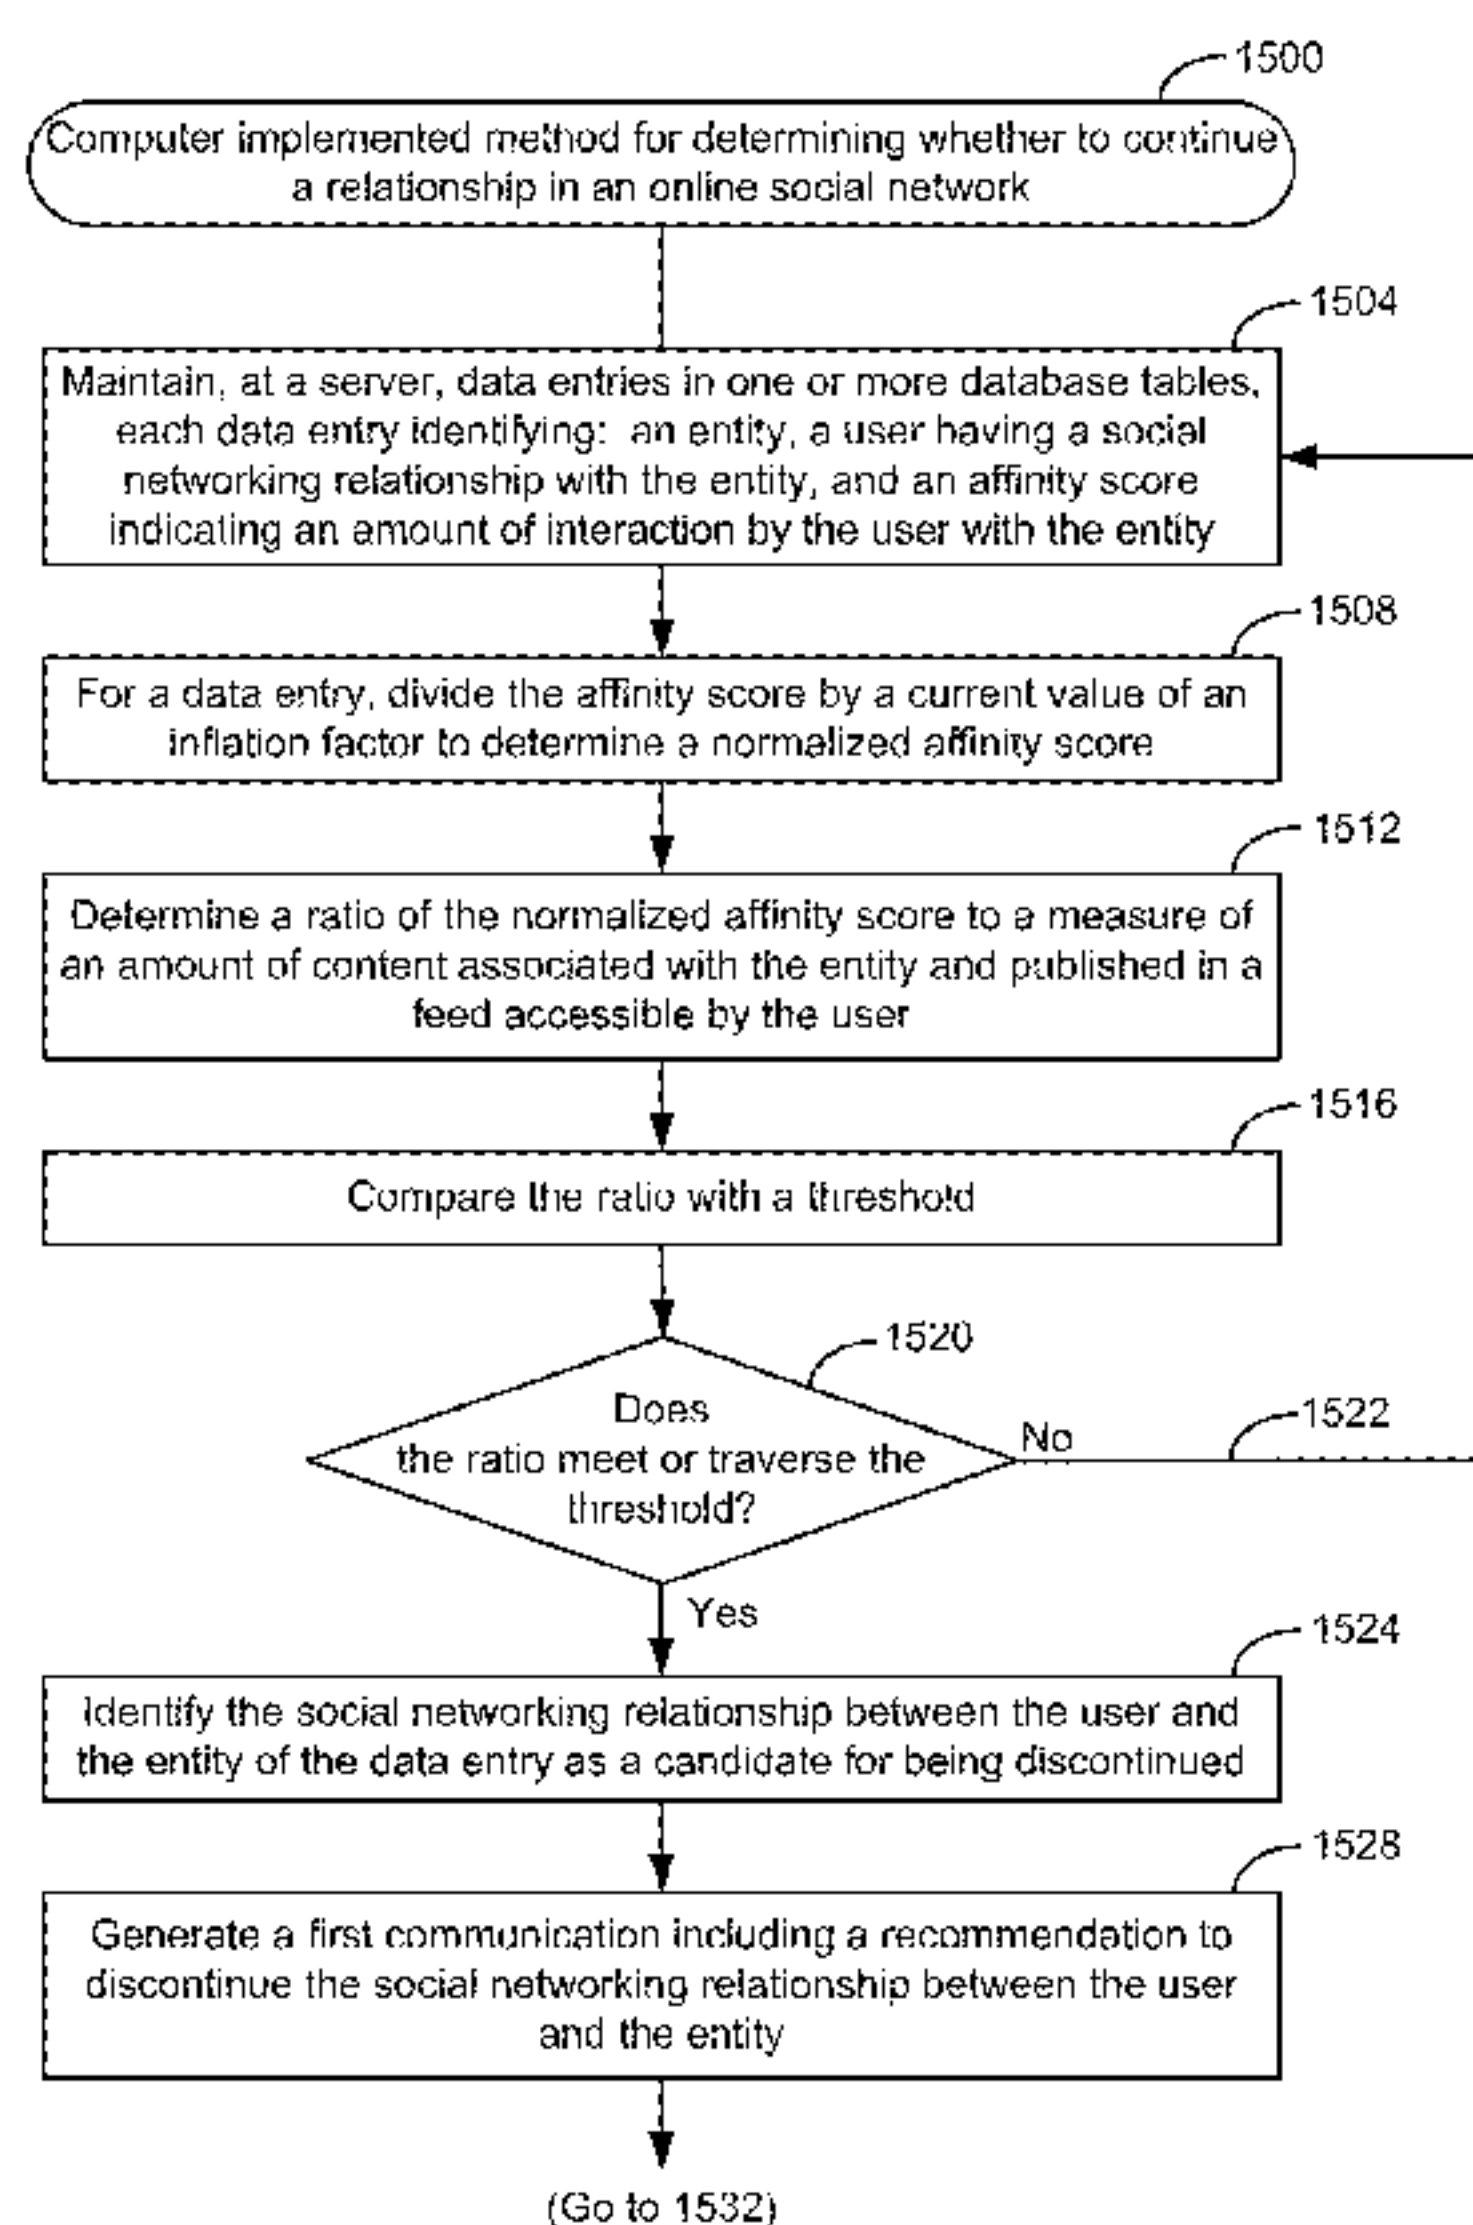 1500
Computer implemented method for determining whether to continue
a relationship in an online social network
1504
Maintain, at a server, data entries in one or more database tables,
each data entry identifying: an entity, a user having a social
networking relationship with the entity, and an affinity score
indicating an amount of interaction by the user with the entity
1508
For a data entry, divide the affinity score by a current value of an
inflation factor to determine a normalized affinity score
1512
Determine a ratio of the normalized affinity score to a measure of
an amount of content associated with the entity and published in a
feed accessible by the user
1516
Compare the ratio with a threshold
1520
Does
the ratio meet or traverse the
threshold?
No
1522
Yes
1524
Identify the social networking relationship between the user and
the entity of the data entry as a candidate for being discontinued
1528
Generate a first communication including a recommendation to
discontinue the social networking relationship between the user
and the entity
(Go to 1532)